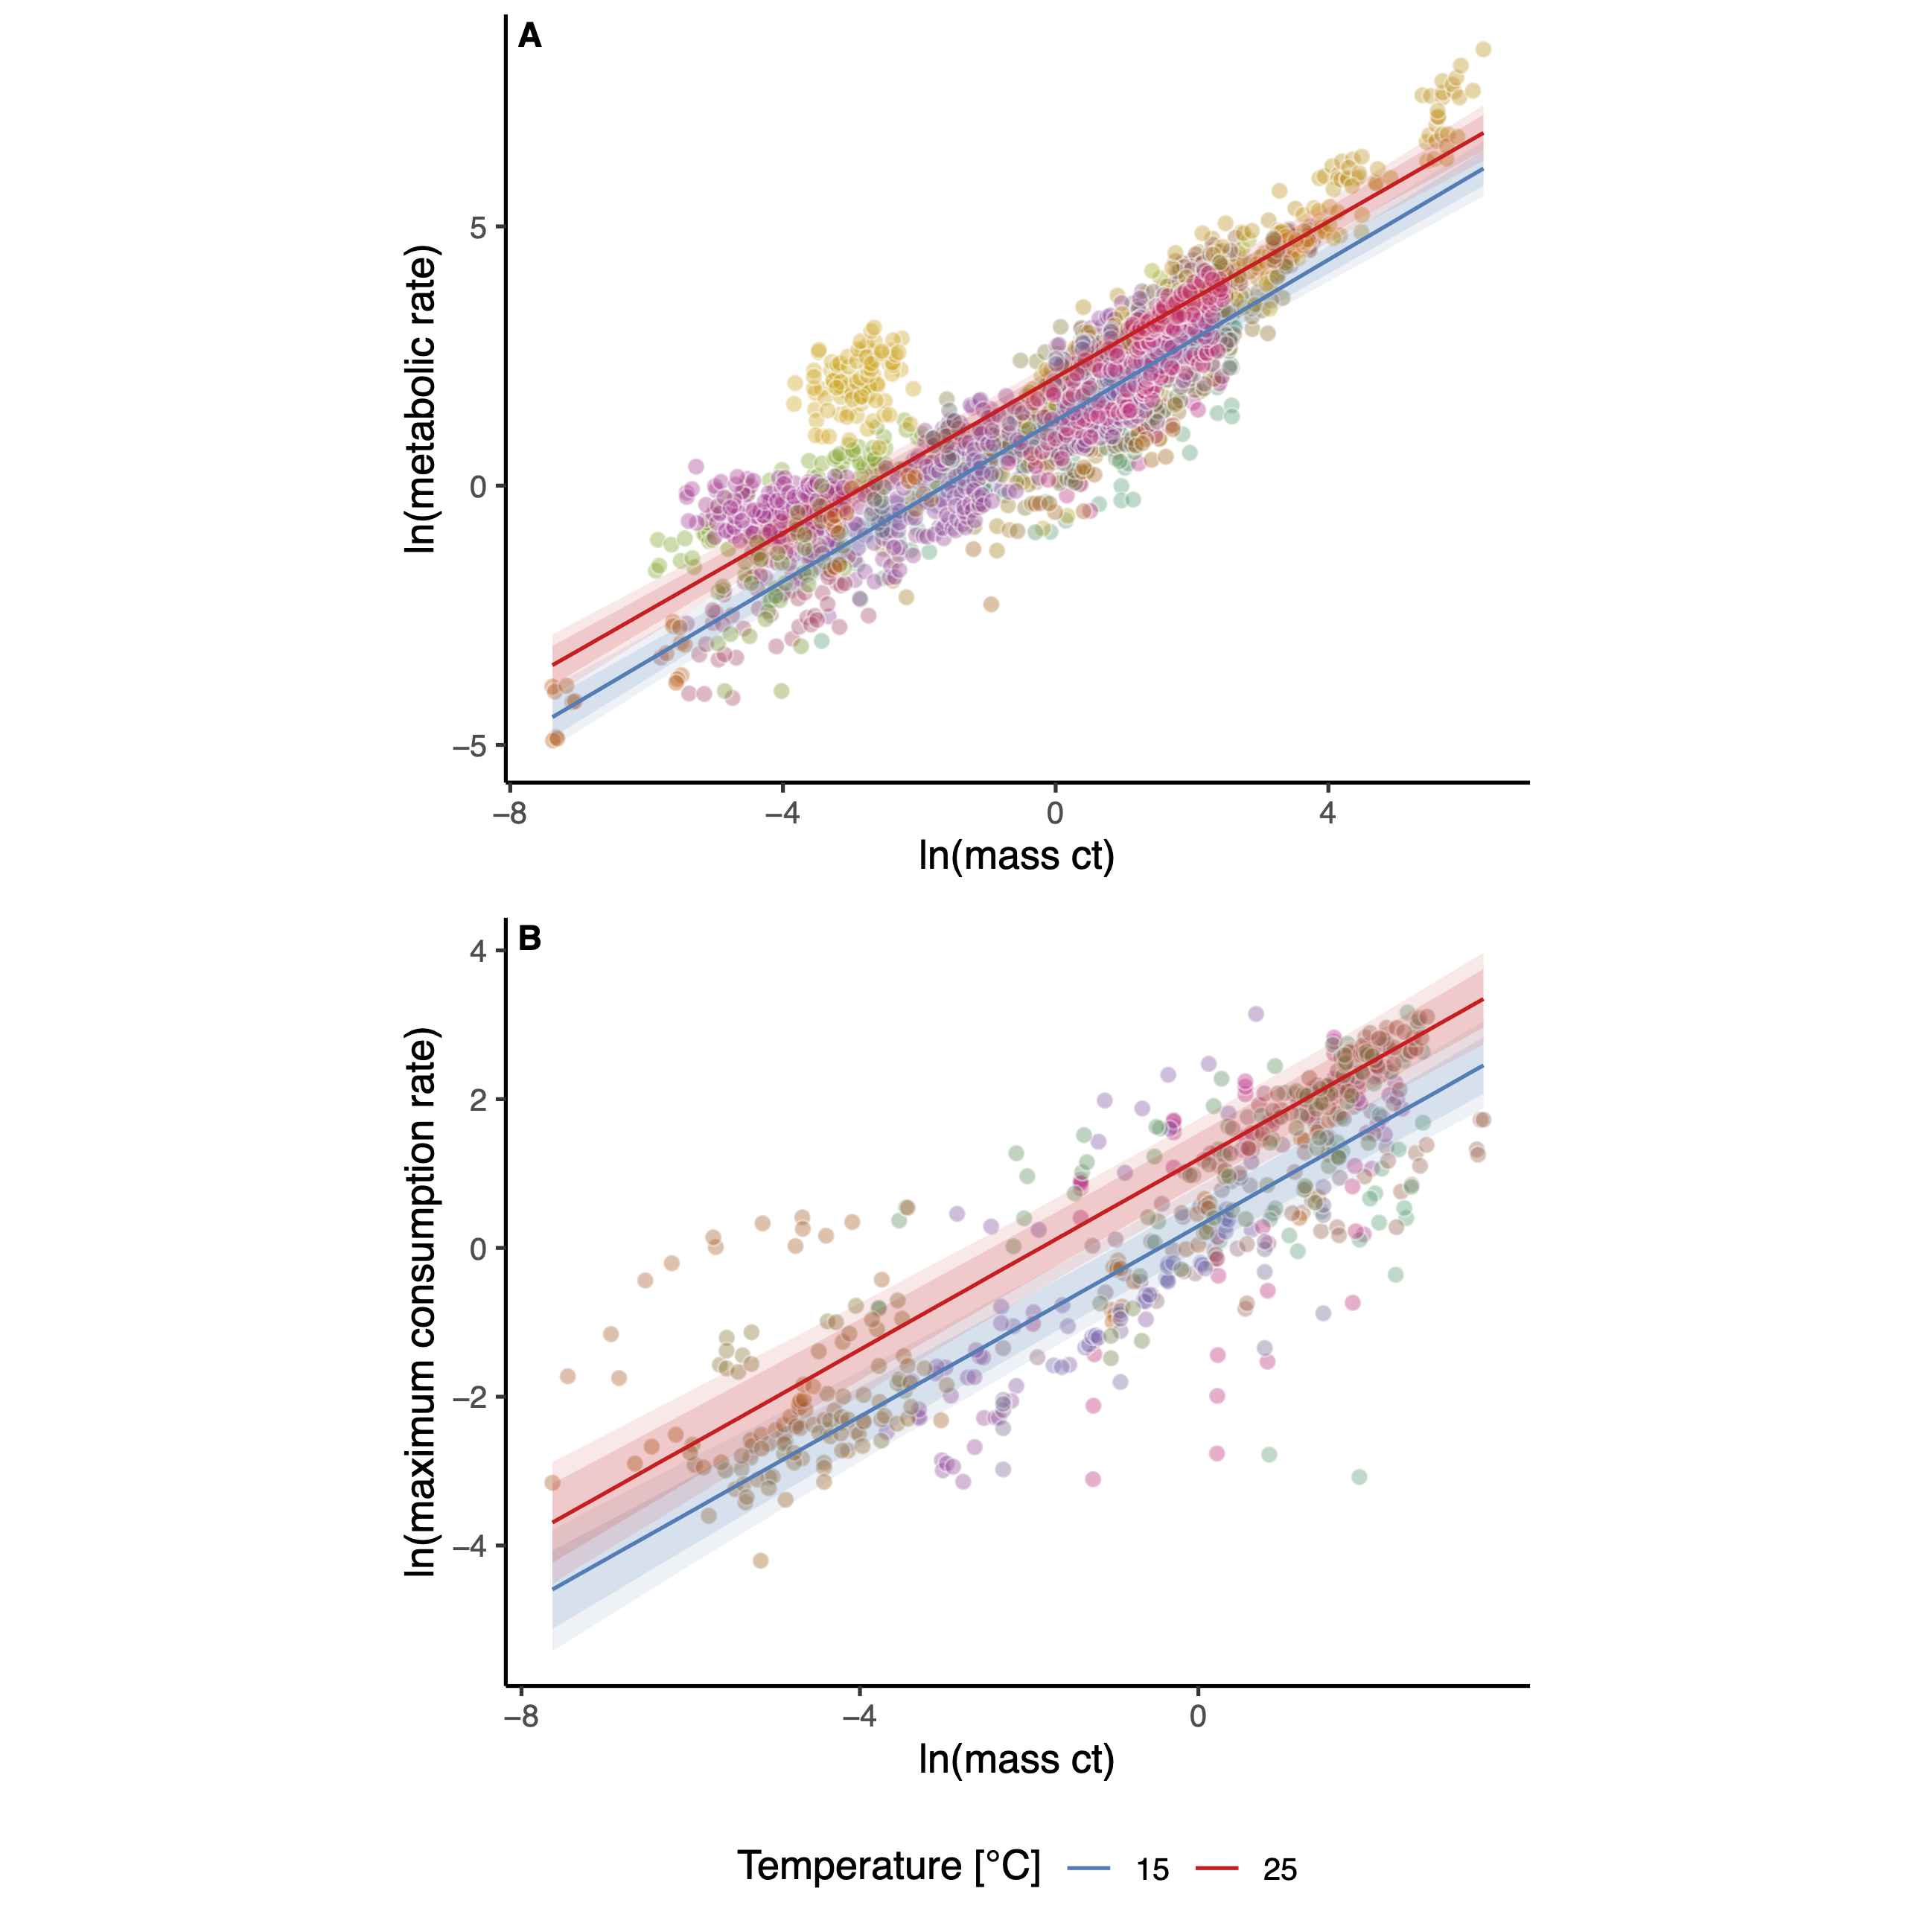 A
ln(metabolic rate)
5
0
−5
−8 −4 0 4
ln(mass ct)
B
ln(maximum consumption rate)
4
2
0
−2
−4
−8 −4 0
ln(mass ct)
Temperature [°C] 15 25